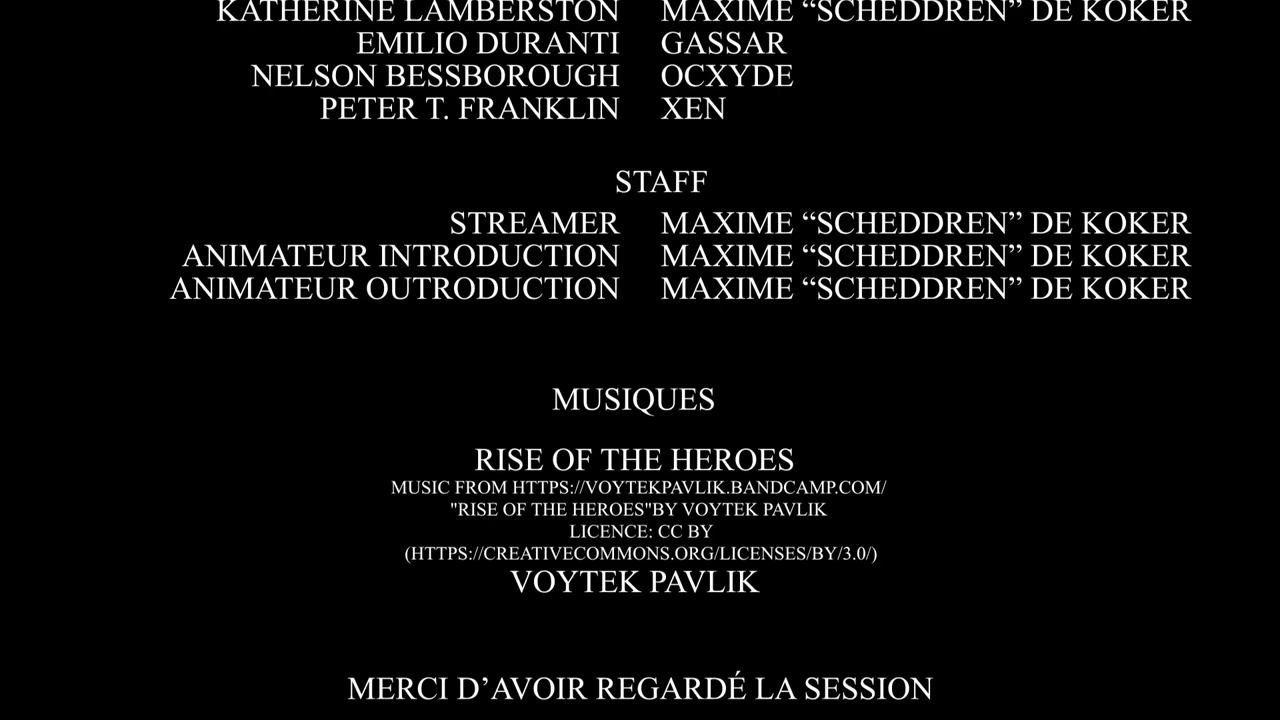 KATHERINE LAMBERSTON MAXIME “SCHEDDREN” DE KOKER
EMILIO DURANTI GASSAR
NELSON BESSBOROUGH OCXYDE
PETER T. FRANKLIN XEN
STAFF
STREAMER MAXIME “SCHEDDREN” DE KOKER
ANIMATEUR INTRODUCTION MAXIME “SCHEDDREN” DE KOKER
ANIMATEUR OUTRODUCTION MAXIME “SCHEDDREN” DE KOKER
MUSIQUES
RISE OF THE HEROES
MUSIC FROM HTTPS://VOYTEKPAVLIK.BANDCAMP.COM/
"RISE OF THE HEROES"BY VOYTEK PAVLIK
LICENCE: CC BY
(HTTPS://CREATIVECOMMONS.ORG/LICENSES/BY/3.0/)
VOYTEK PAVLIK
MERCI D’AVOIR REGARDÉ LA SESSION